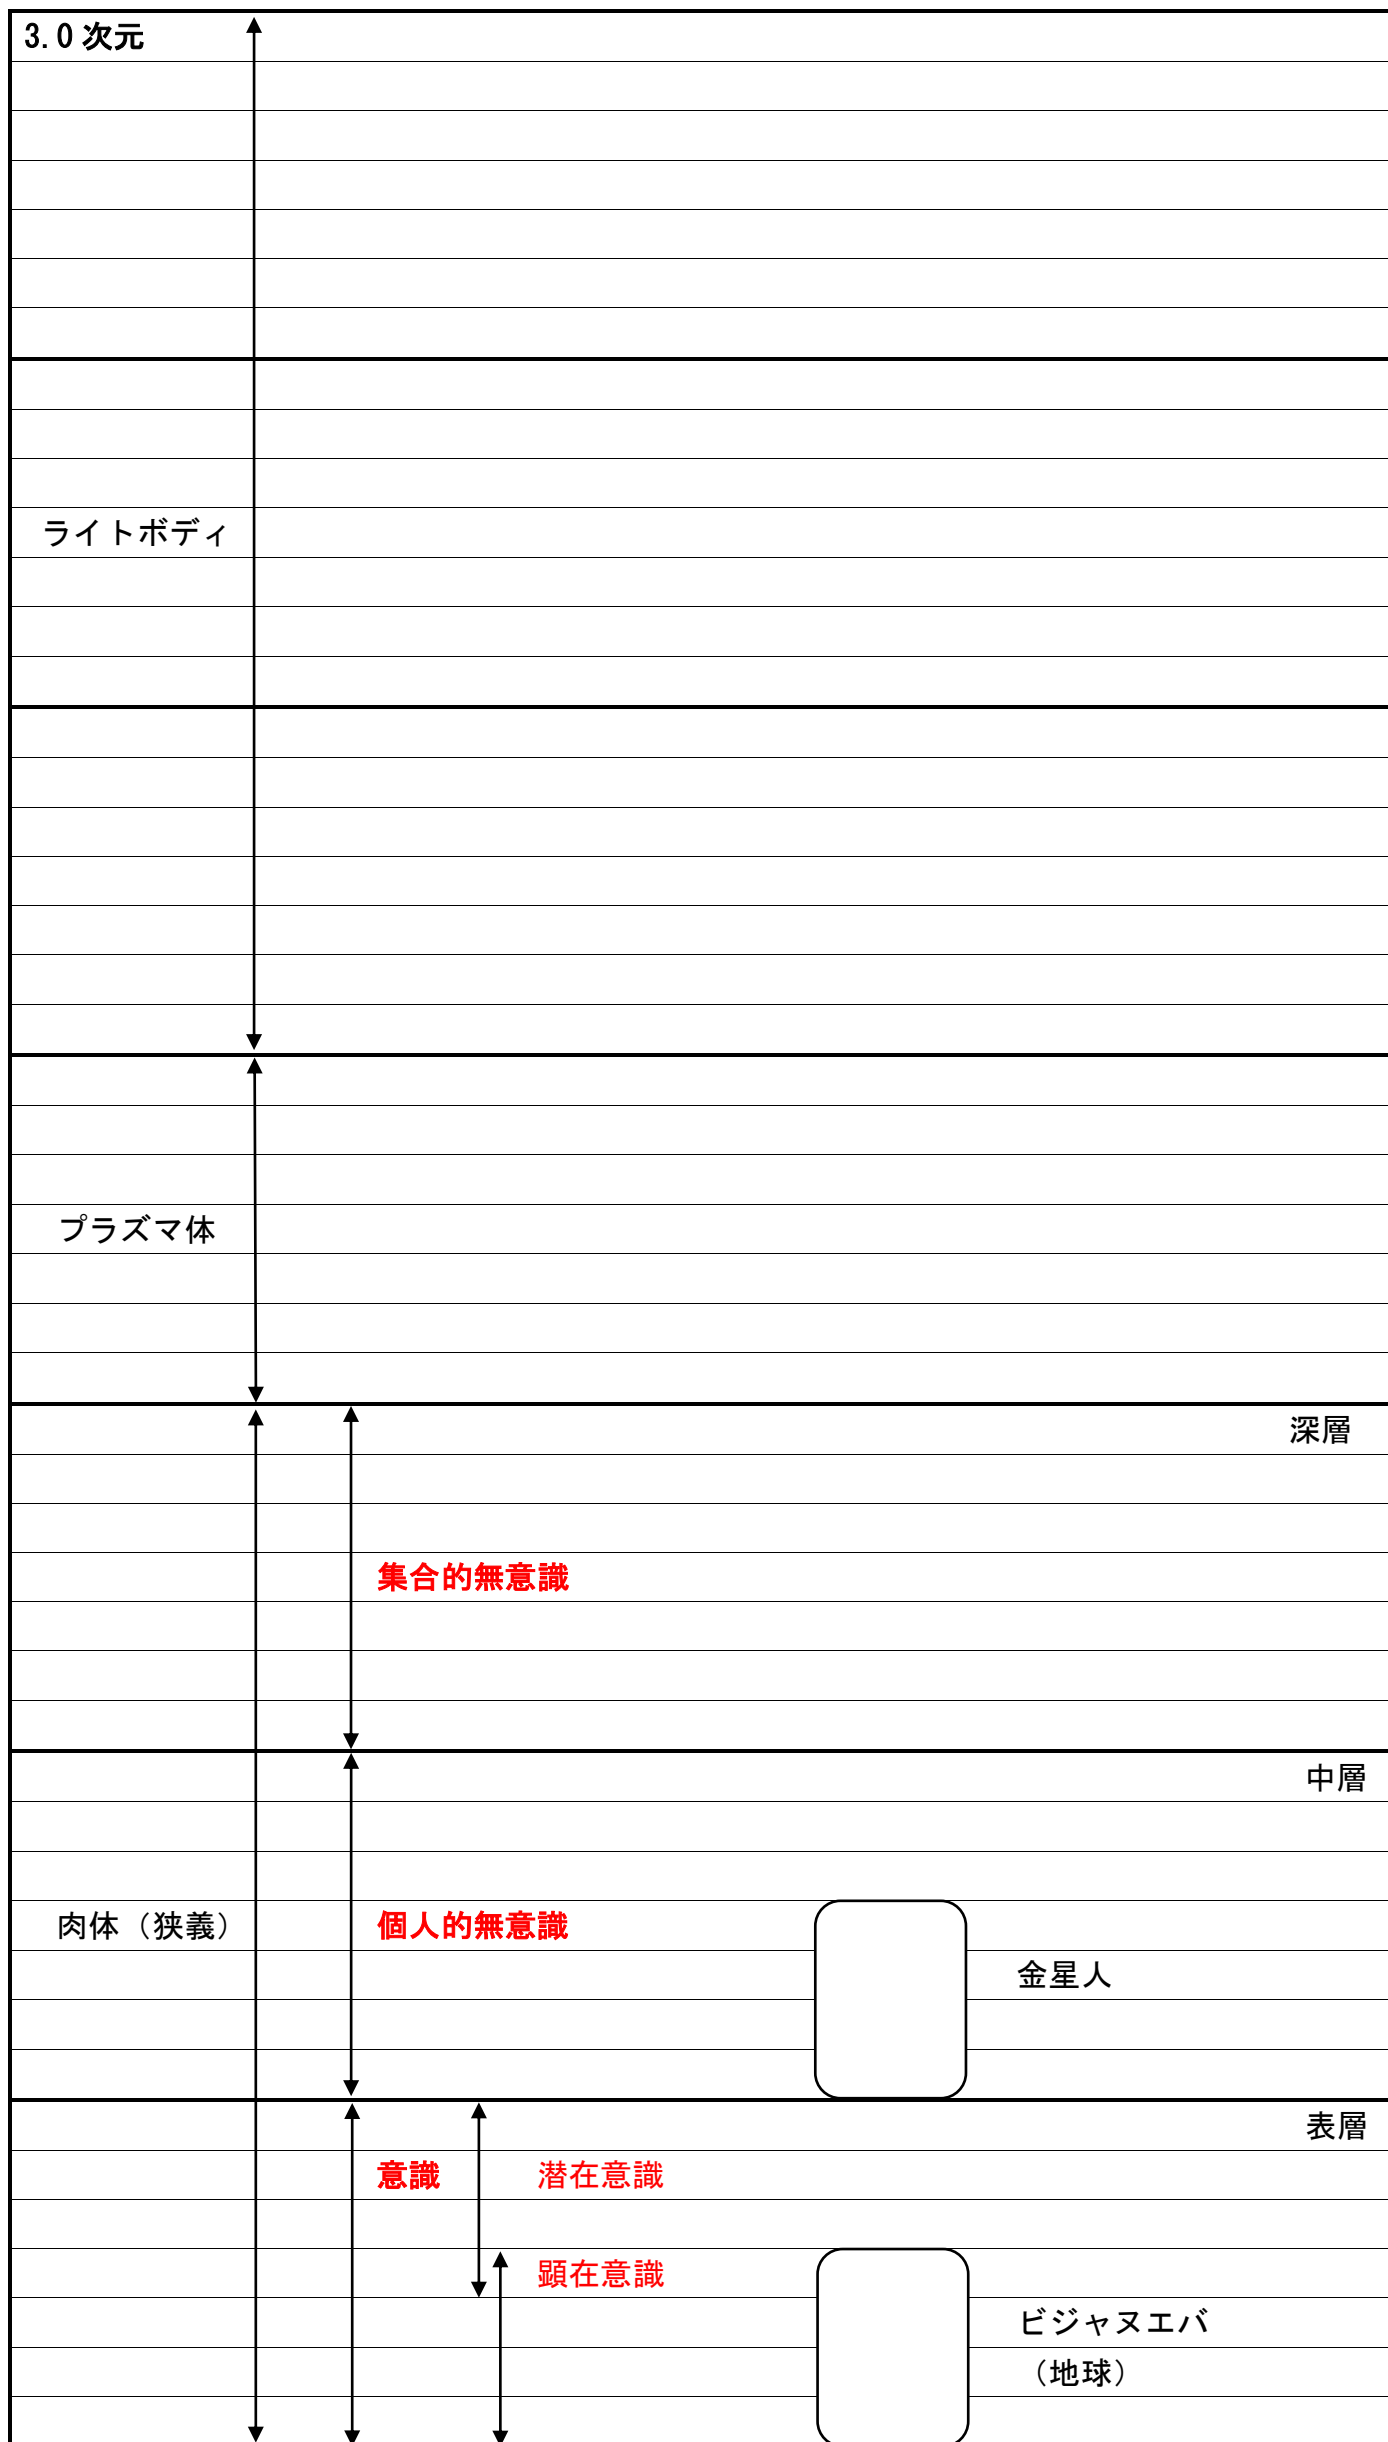 3.0次元
ライトボディ
プラズマ体
深層
集合的無意識
中層
肉体（狭義） 個人的無意識
金星人
表層
意識 潜在意識
顕在意識
ビジャヌエバ
（地球）